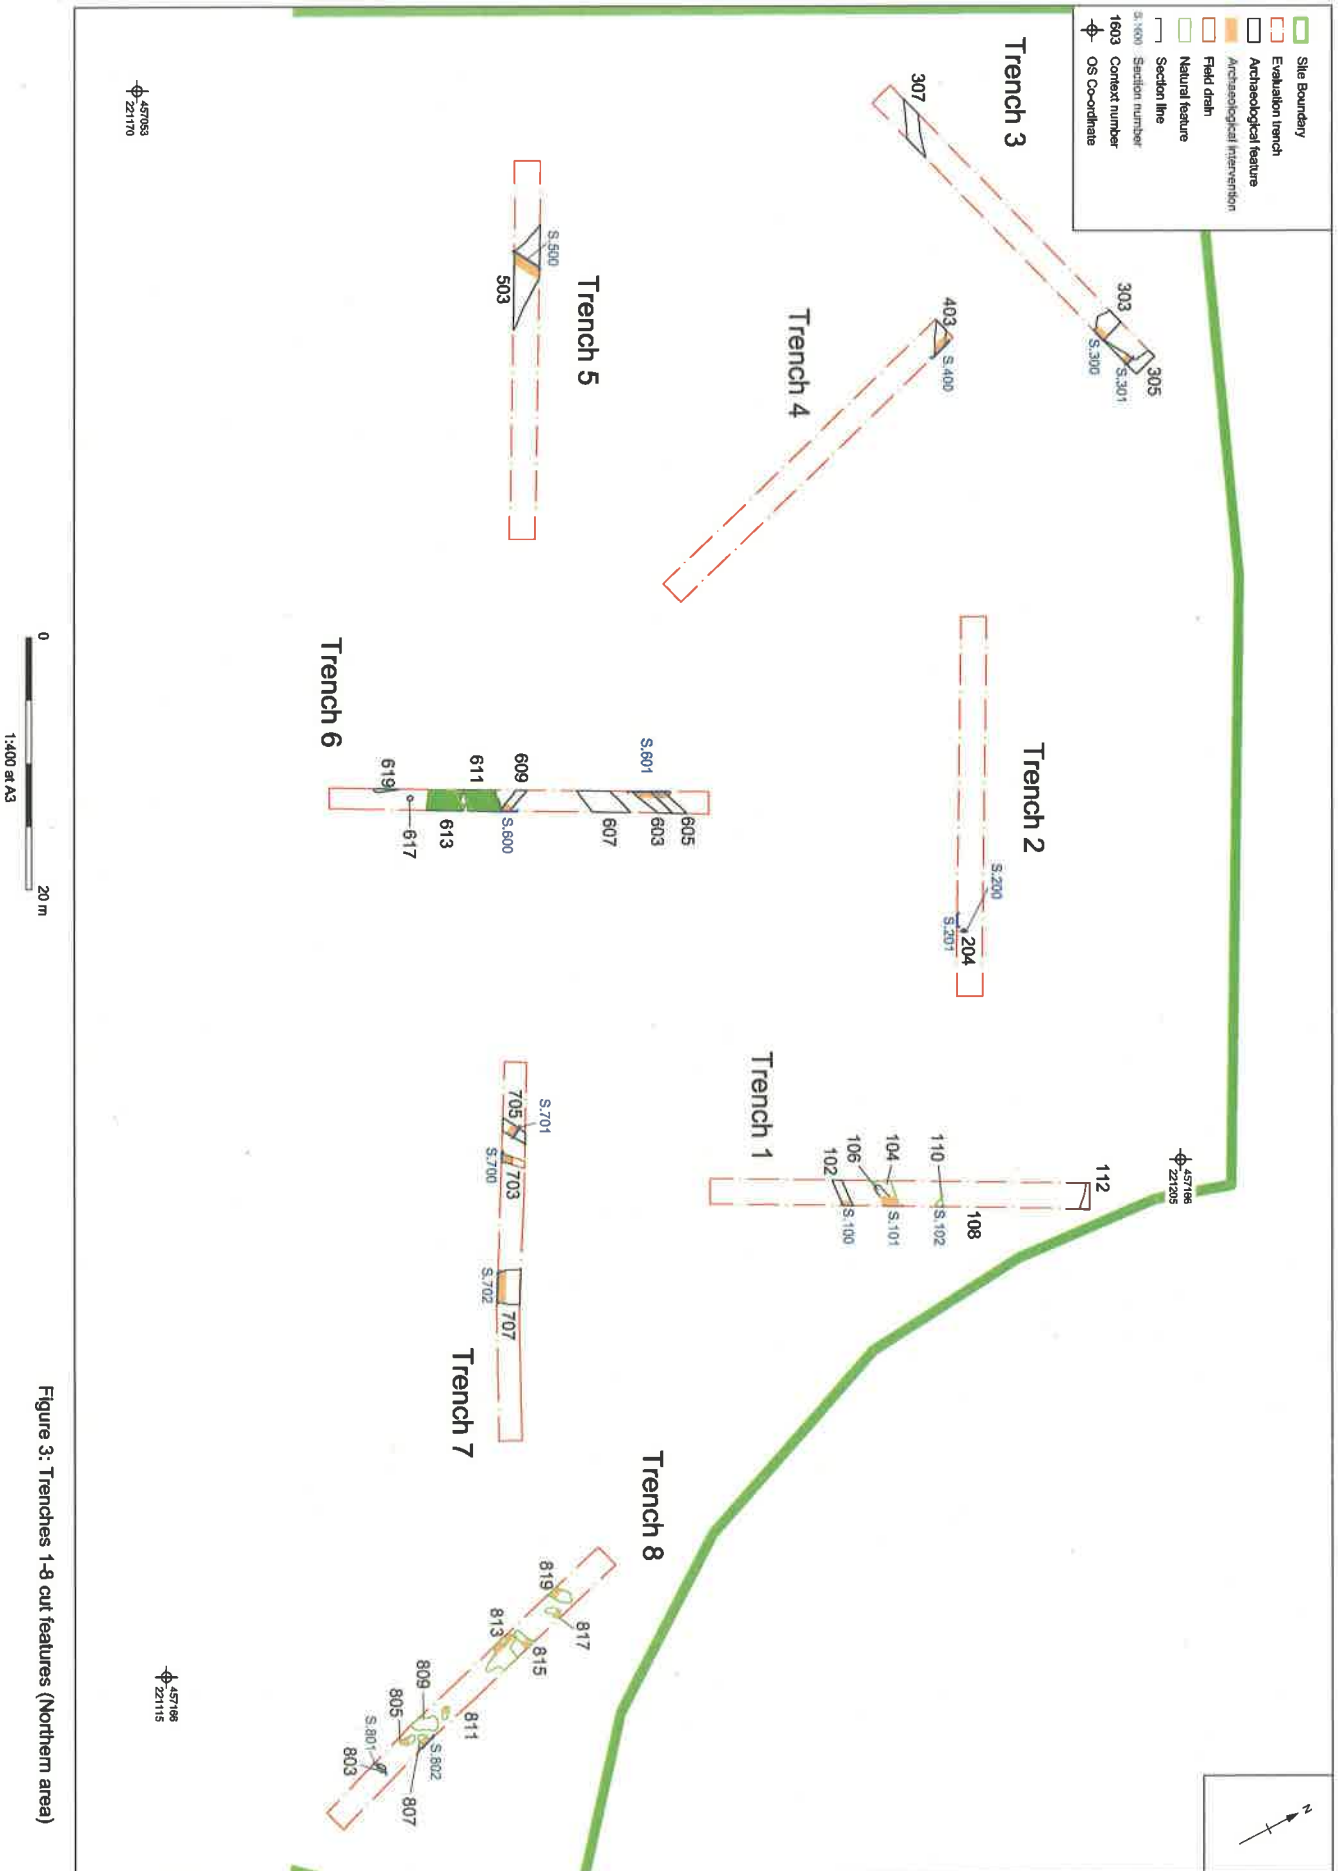 Site Boundary
Evaluation trench
Archaeological feature
Archaeological intervention
Field drain
Natural feature
Section line
S.1600 Section number
1603 Context number
OS Co-ordinate
Trench 3
307
303
305
S.300
S.301
Trench 4
403
S.400
Trench 5
S.500
503
457053
221170
Trench 2
S.200
S.201
204
Trench 6
619
617
611
613
609
S.600
607
S.601
603
605
Trench 1
102
106
104
110
S.100
S.101
S.102
108
112
457166
221205
Trench 7
705
S.701
S.700
703
S.702
707
Trench 8
819
817
813
815
809
811
805
S.802
S.801
803
807
457166
221115
N
0
20 m
1:400 at A3
Figure 3: Trenches 1-8 cut features (Northern area)